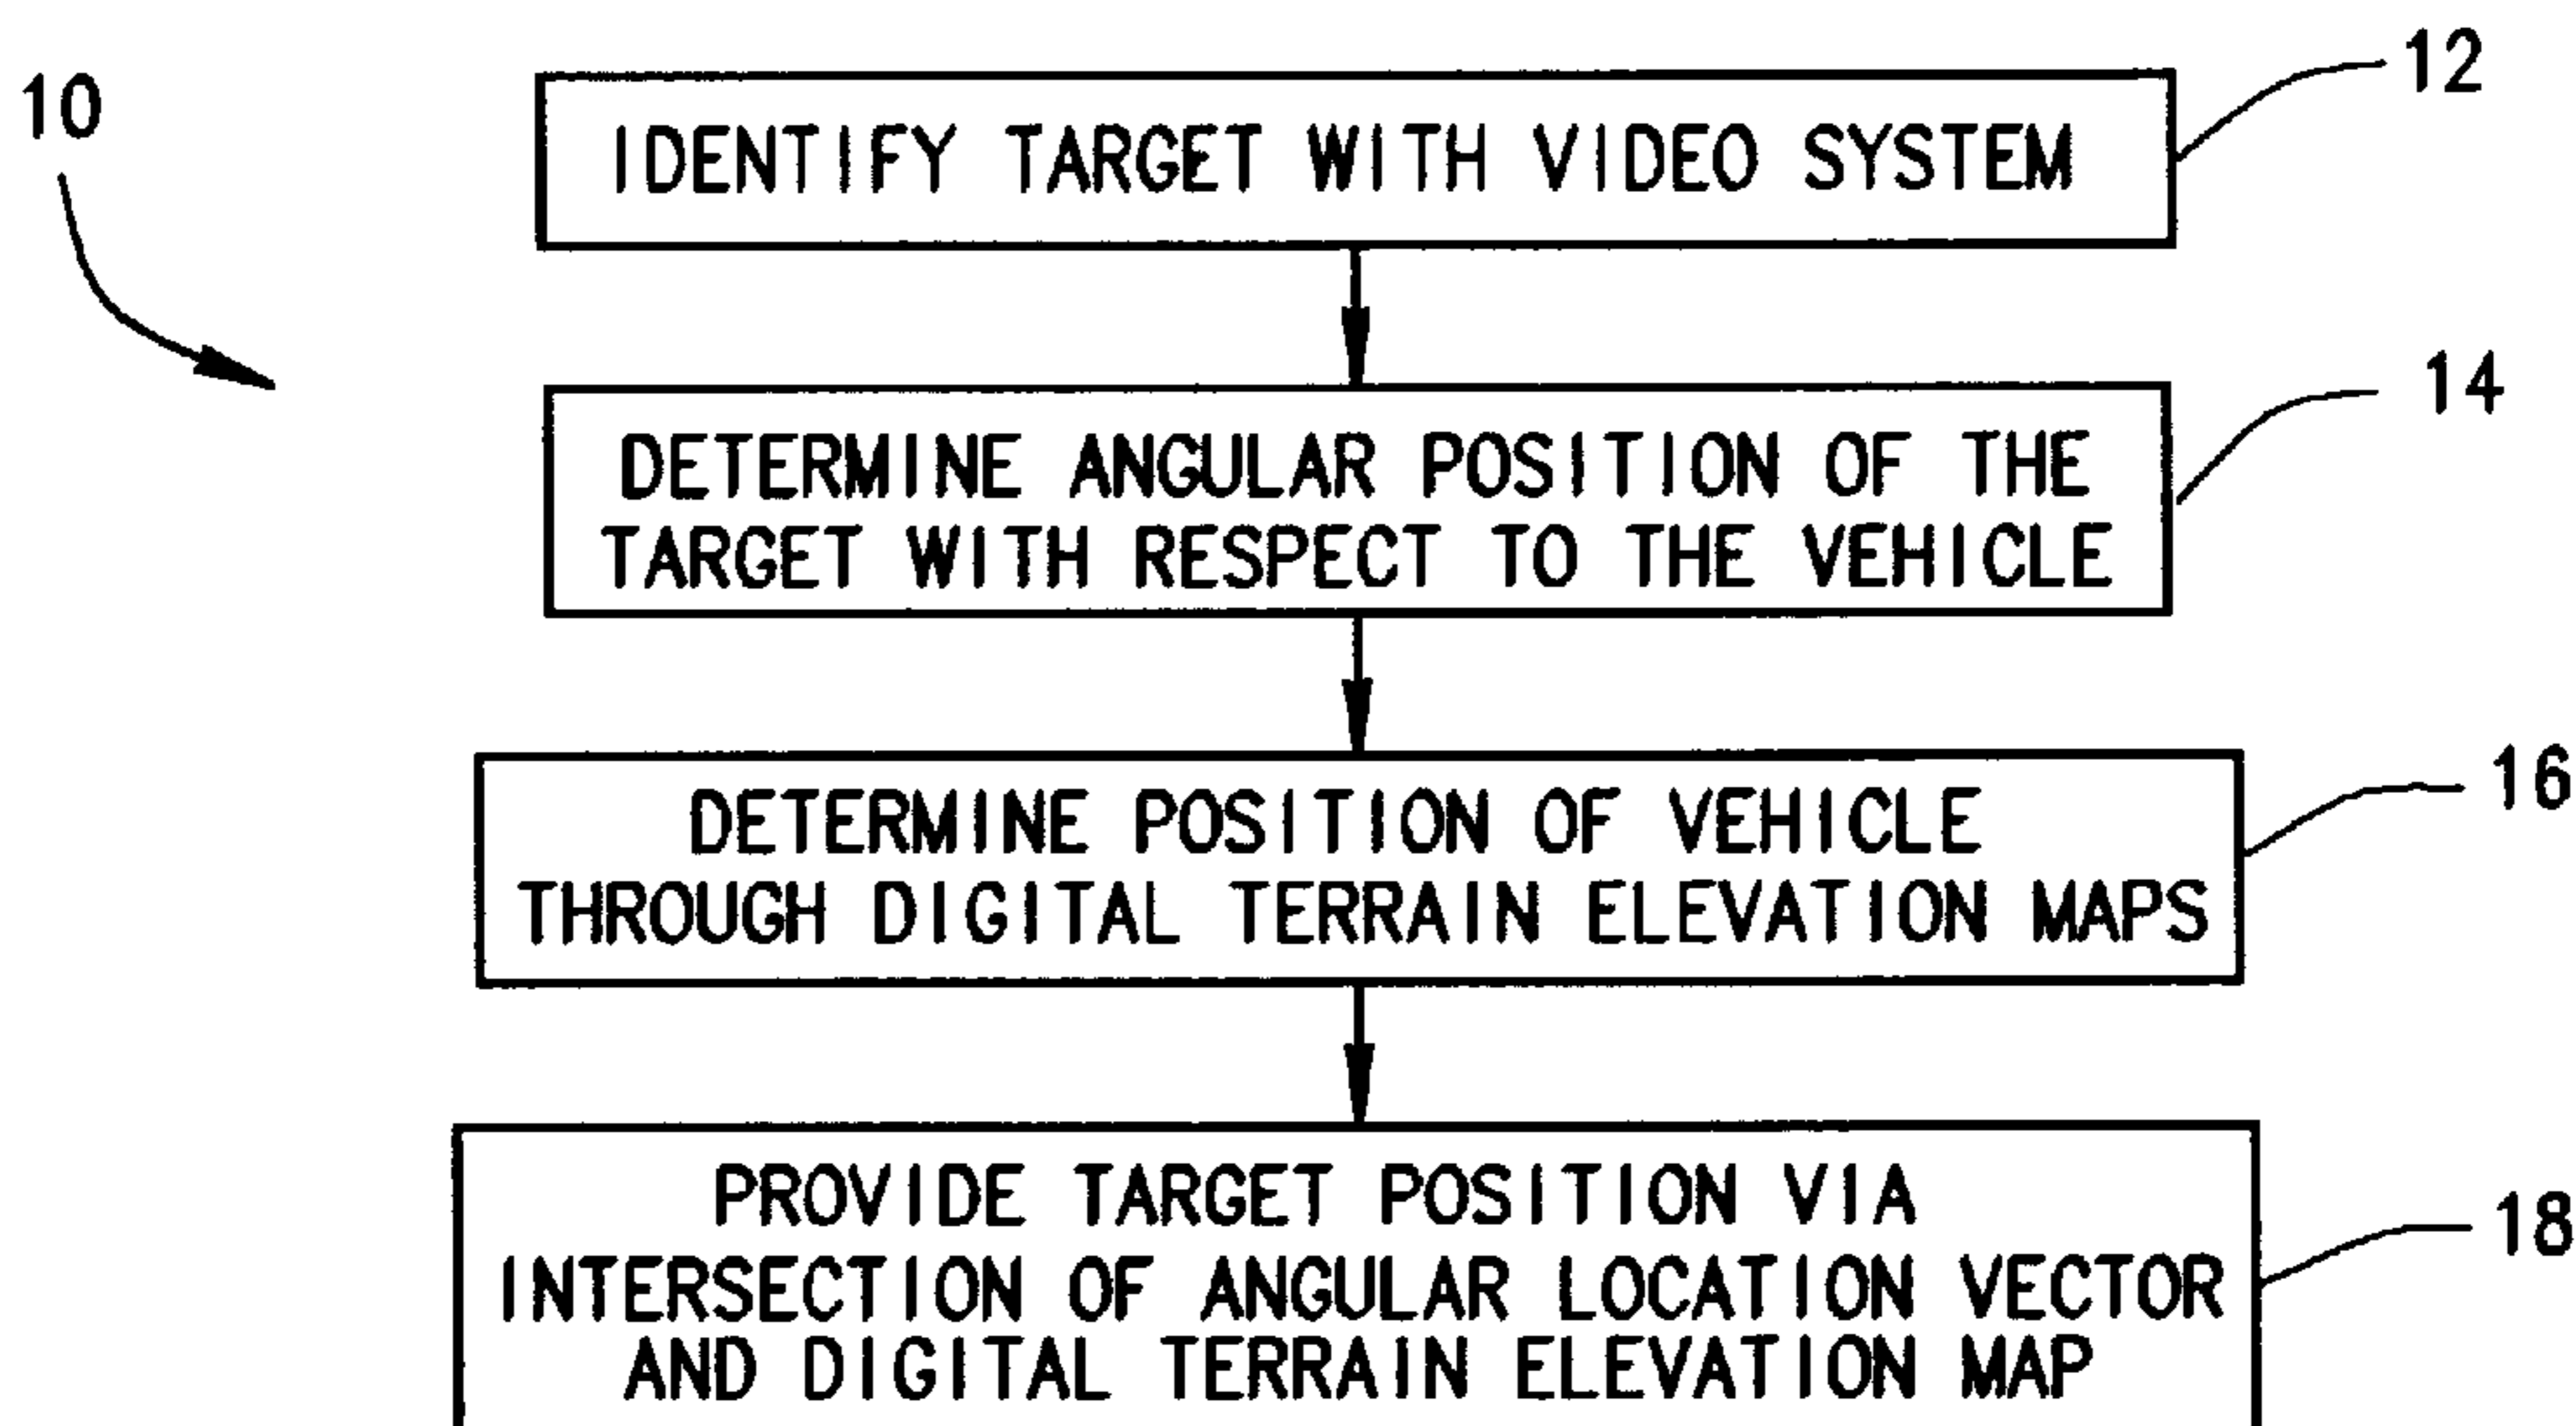 10
12
IDENTIFY TARGET WITH VIDEO SYSTEM
14
DETERMINE ANGULAR POSITION OF THE
TARGET WITH RESPECT TO THE VEHICLE
16
DETERMINE POSITION OF VEHICLE
THROUGH DIGITAL TERRAIN ELEVATION MAPS
18
PROVIDE TARGET POSITION VIA
INTERSECTION OF ANGULAR LOCATION VECTOR
AND DIGITAL TERRAIN ELEVATION MAP